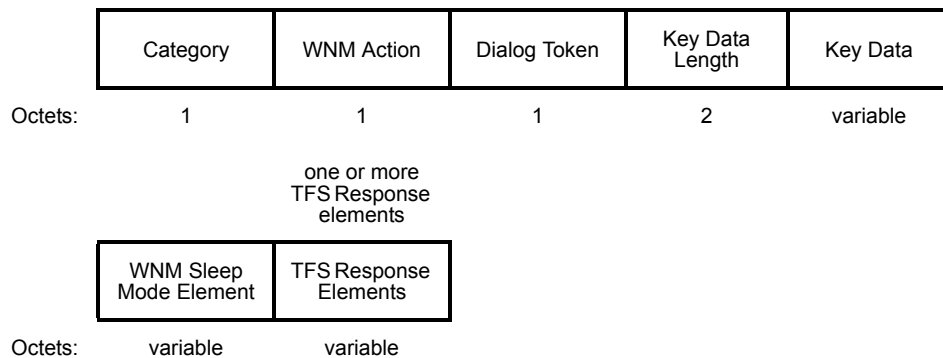 Category WNM Action Dialog Token Key Data Length Key Data
Octets: 1 1 1 2 variable
one or more
TFS Response
elements
WNM Sleep Mode Element TFS Response Elements
Octets: variable variable